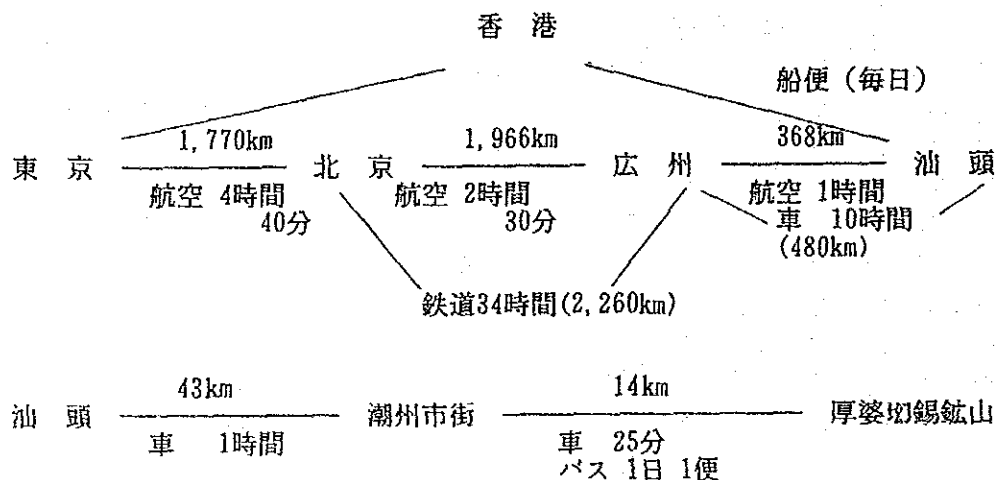 香 港
船便（毎日）
1,770km 1,966km 368km
東 京 北 京 広 州 汕 頭
航空 4時間 航空 2時間 航空 1時間
40分 30分 車 10時間
(480km)
鉄道34時間(2,260km)
43km 14km
汕 頭 潮州市街 厚婆㘭錫鉱山
車 1時間 車 25分
バス 1日 1便